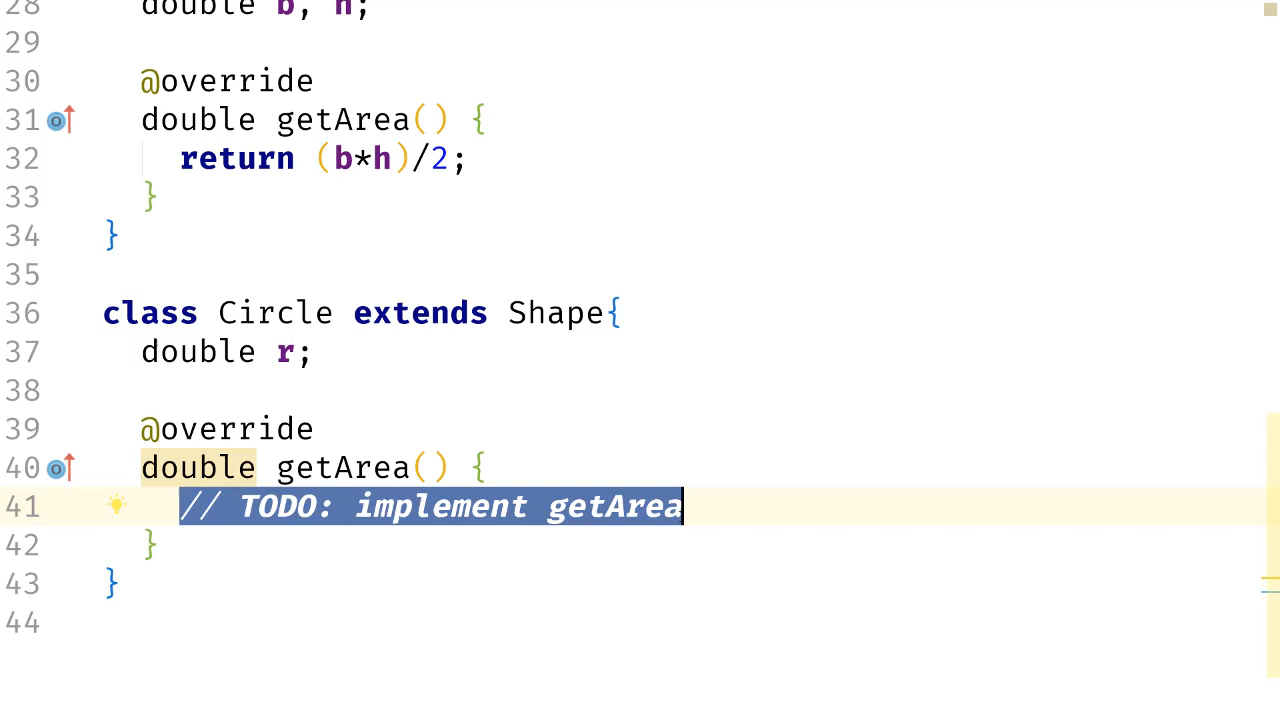 28 double b, h;
29
30 @override
31 double getArea() {
32 return (b*h)/2;
33 }
34 }
35
36 class Circle extends Shape{
37 double r;
38
39 @override
40 double getArea() {
41 // TODO: implement getArea
42 }
43 }
44